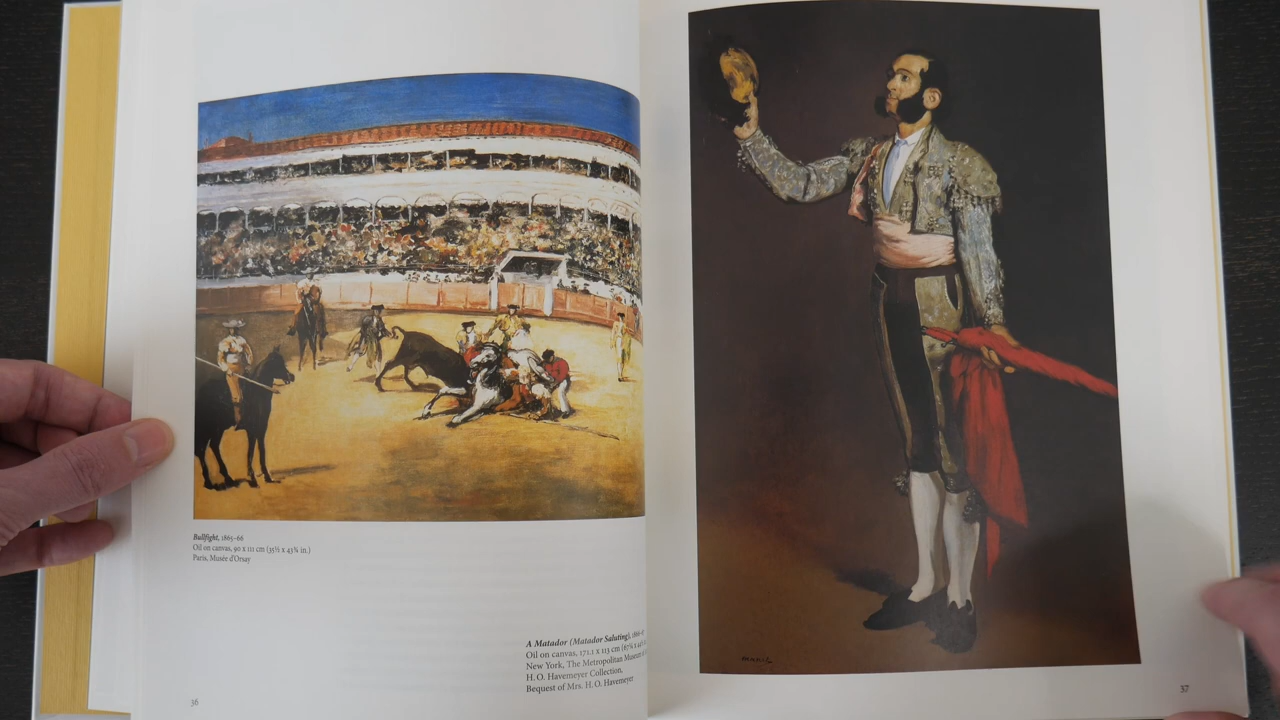 Bullfight, 1865–66
Oil on canvas, 90 x 111 cm (35½ x 43¾ in.)
Paris, Musée d'Orsay
A Matador (Matador Saluting), 1866–
Oil on canvas, 171.1 x 113 cm (67⅜
New York, The Metropolitan Museum
H. O. Havemeyer Collection,
Bequest of Mrs. H. O. Havemeyer
36
37